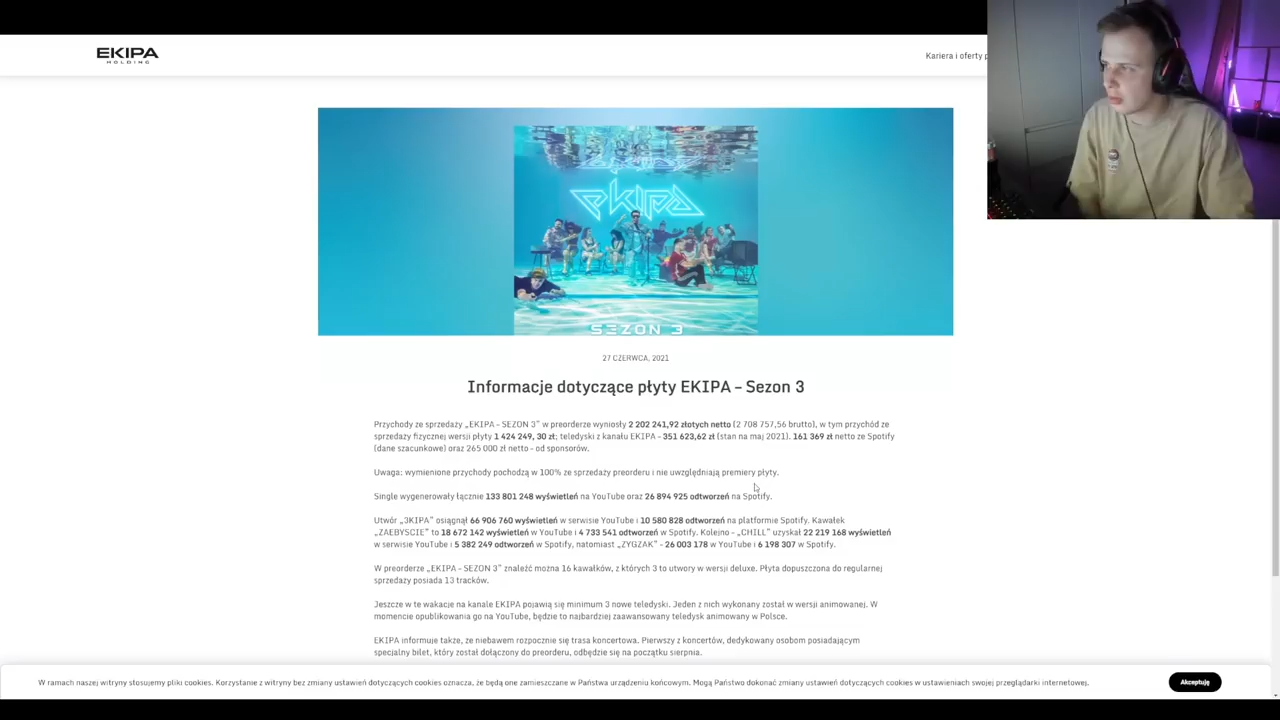 EKIPA
HOLDING
Kariera i oferty
ekipa
SEZON 3
27 CZERWCA, 2021
Informacje dotyczące płyty EKIPA – Sezon 3
Przychody ze sprzedaży „EKIPA – SEZON 3” w preorderze wyniosły 2 202 241,92 złotych netto (2 708 757,56 brutto), w tym przychód ze
sprzedaży fizycznej wersji płyty 1 424 249, 30 zł; teledyski z kanału EKIPA – 351 623,62 zł (stan na maj 2021). 161 369 zł netto ze Spotify
(dane szacunkowe) oraz 265 000 zł netto – od sponsorów.
Uwaga: wymienione przychody pochodzą w 100% ze sprzedaży preorderu i nie uwzględniają premiery płyty.
Single wygenerowały łącznie 133 801 248 wyświetleń na YouTube oraz 26 894 925 odtworzeń na Spotify.
Utwór „3KIPA” osiągnął 66 906 760 wyświetleń w serwisie YouTube i 10 580 828 odtworzeń na platformie Spotify. Kawałek
„ZAEBYŚCIE” to 18 672 142 wyświetleń w YouTube i 4 733 541 odtworzeń w Spotify. Kolejno – „CHILL” uzyskał 22 219 168 wyświetleń
w serwisie YouTube i 5 382 249 odtworzeń w Spotify, natomiast „ZYGZAK” – 26 003 178 w YouTube i 6 198 307 w Spotify.
W preorderze „EKIPA – SEZON 3” znaleźć można 16 kawałków, z których 3 to utwory w wersji deluxe. Płyta dopuszczona do regularnej
sprzedaży posiada 13 tracków.
Jeszcze w te wakacje na kanale EKIPA pojawią się minimum 3 nowe teledyski. Jeden z nich wykonany został w wersji animowanej. W
momencie opublikowania go na YouTube, będzie to najbardziej zaawansowany teledysk animowany w Polsce.
EKIPA informuje także, że niebawem rozpocznie się trasa koncertowa. Pierwszy z koncertów, dedykowany osobom posiadającym
specjalny bilet, który został dołączony do preorderu, odbędzie się na początku sierpnia.
W ramach naszej witryny stosujemy pliki cookies. Korzystanie z witryny bez zmiany ustawień dotyczących cookies oznacza, że będą one zamieszczane w Państwa urządzeniu końcowym. Mogą Państwo dokonać zmiany ustawień dotyczących cookies w ustawieniach swojej przeglądarki internetowej.
Akceptuję